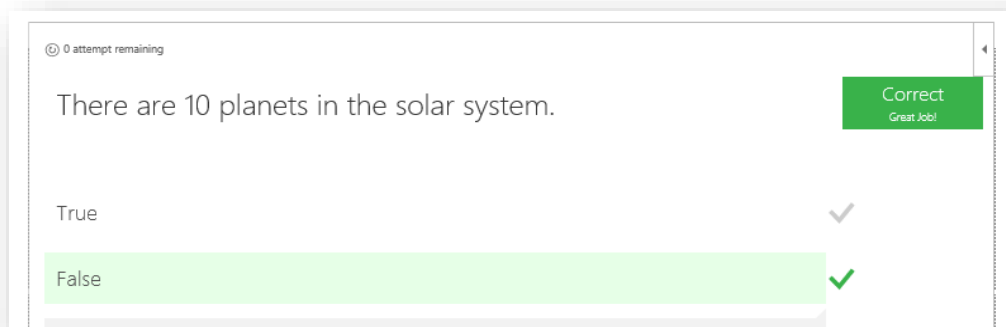 0 attempt remaining
There are 10 planets in the solar system.
Correct
Great Job!
True
False